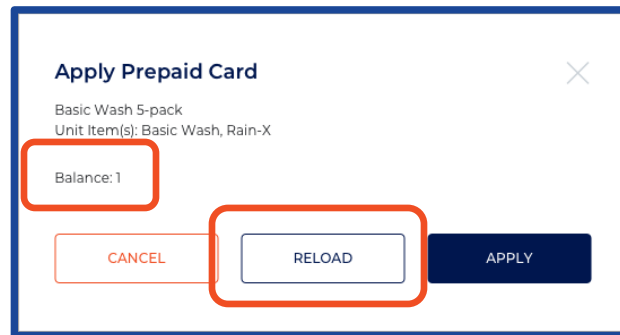 Apply Prepaid Card
Basic Wash 5-pack
Unit Item(s): Basic Wash, Rain-X
Balance: 1
CANCEL
RELOAD
APPLY